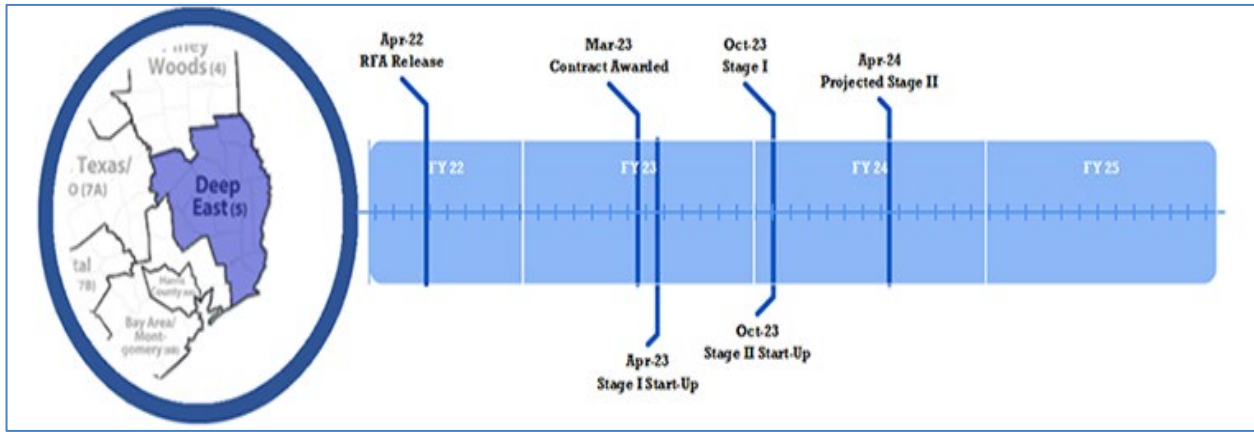 Woods (4)
Texas/
O (7A)
Deep
East (5)
tal
7B)
Harris
County
Bay Area/
Mont-
gomery
Apr-22
RFA Release
Mar-23
Contract Awarded
Oct-23
Stage I
Apr-24
Projected Stage II
FY 22
FY 23
FY 24
FY 25
Apr-23
Stage I Start-Up
Oct-23
Stage II Start-Up